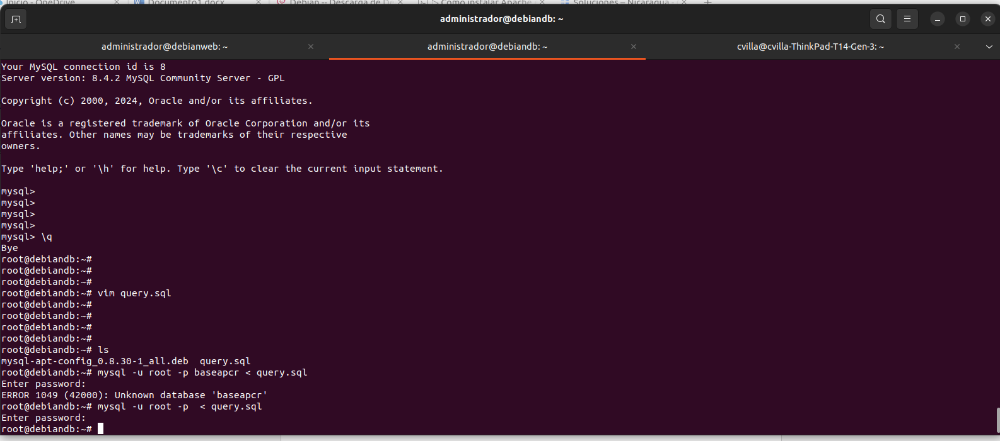 Inicio - OneDrive
Documento1.docx
Debian -- Descarga de De
Como instalar Apache
Soluciones – Nicaragua -
administrador@debiandb: ~
administrador@debianweb: ~
administrador@debiandb: ~
cvilla@cvilla-ThinkPad-T14-Gen-3: ~
Your MySQL connection id is 8
Server version: 8.4.2 MySQL Community Server - GPL
Copyright (c) 2000, 2024, Oracle and/or its affiliates.
Oracle is a registered trademark of Oracle Corporation and/or its
affiliates. Other names may be trademarks of their respective
owners.
Type 'help;' or '\h' for help. Type '\c' to clear the current input statement.
mysql>
mysql>
mysql>
mysql>
mysql> \q
Bye
root@debiandb:~#
root@debiandb:~#
root@debiandb:~#
root@debiandb:~# vim query.sql
root@debiandb:~#
root@debiandb:~#
root@debiandb:~#
root@debiandb:~#
root@debiandb:~# ls
mysql-apt-config_0.8.30-1_all.deb  query.sql
root@debiandb:~# mysql -u root -p baseapcr < query.sql
Enter password:
ERROR 1049 (42000): Unknown database 'baseapcr'
root@debiandb:~# mysql -u root -p  < query.sql
Enter password:
root@debiandb:~#